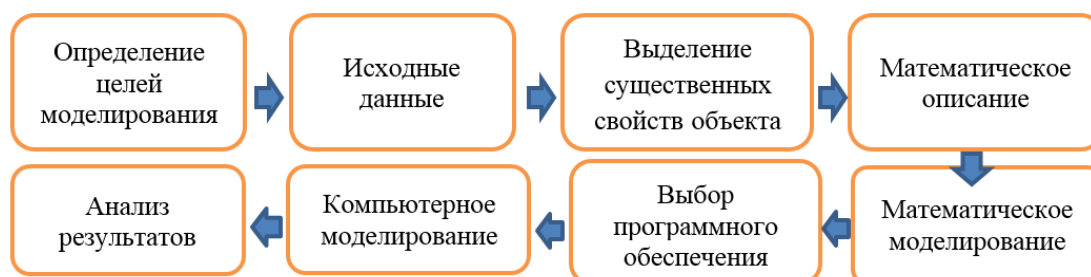 Определение
целей
моделирования
Исходные
данные
Выделение
существенных
свойств объекта
Математическое
описание
Математическое
моделирование
Выбор
программного
обеспечения
Компьютерное
моделирование
Анализ
результатов